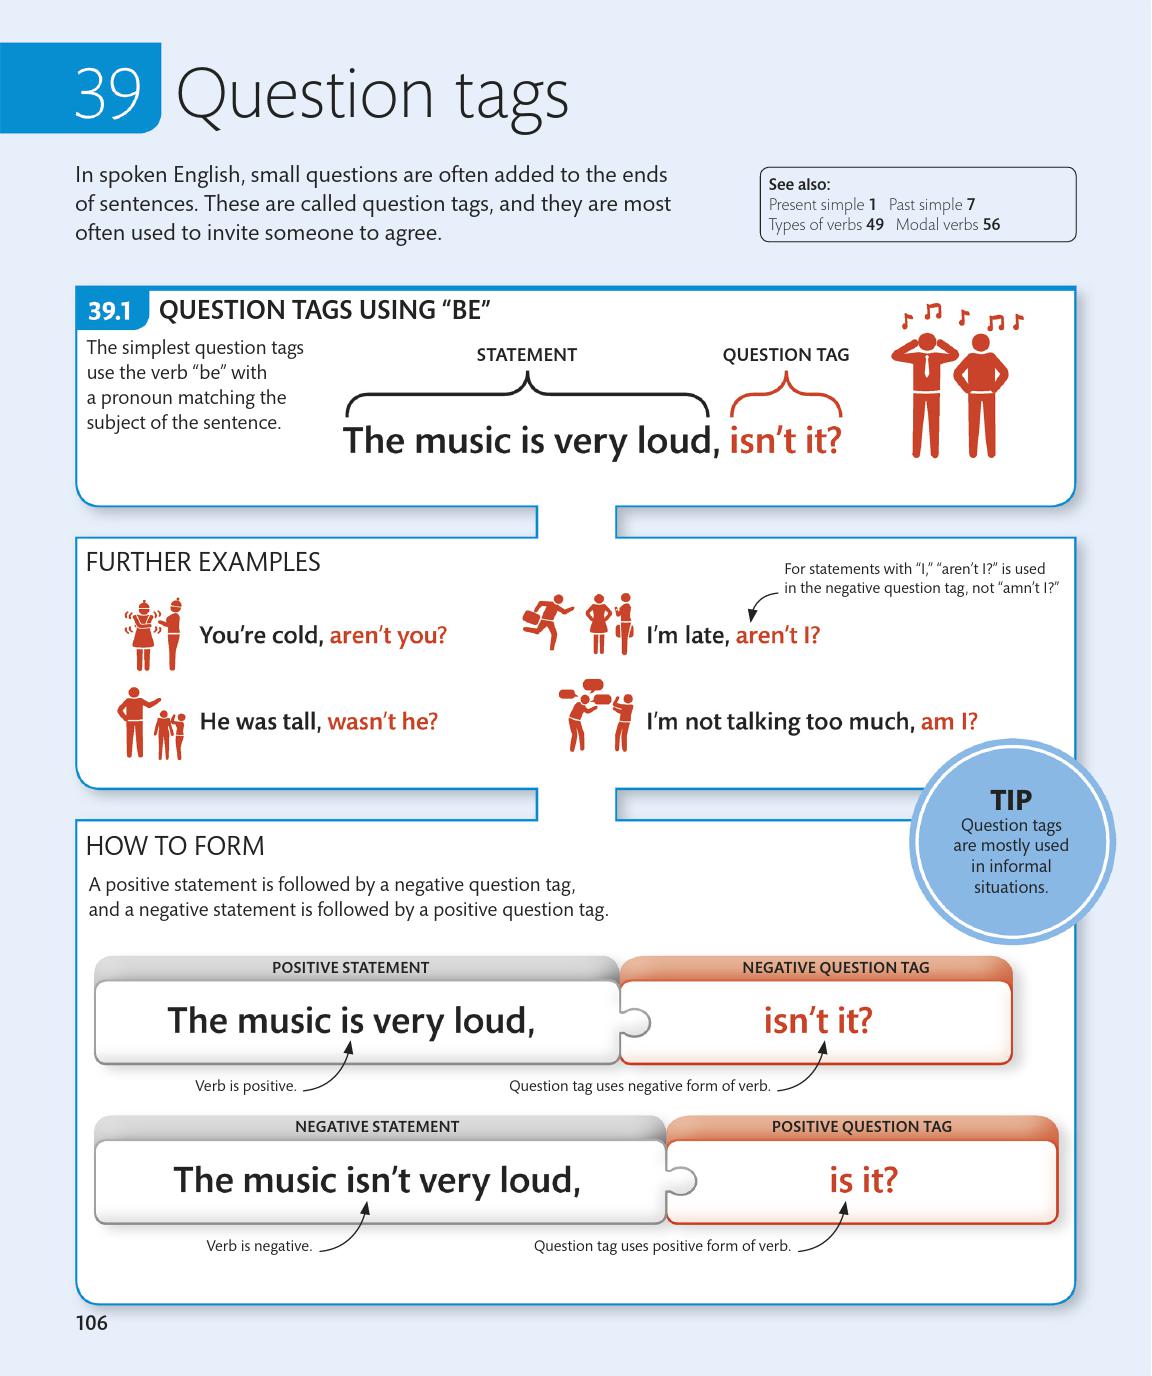 39 Question tags
In spoken English, small questions are often added to the ends
of sentences. These are called question tags, and they are most
often used to invite someone to agree.
See also:
Present simple 1 Past simple 7
Types of verbs 49 Modal verbs 56
39.1 QUESTION TAGS USING “BE”
The simplest question tags
use the verb “be” with
a pronoun matching the
subject of the sentence.
STATEMENT
QUESTION TAG
The music is very loud, isn’t it?
FURTHER EXAMPLES
For statements with “I,” “aren’t I?” is used
in the negative question tag, not “amn’t I?”
You’re cold, aren’t you?
I’m late, aren’t I?
He was tall, wasn’t he?
I’m not talking too much, am I?
TIP
Question tags
are mostly used
in informal
situations.
HOW TO FORM
A positive statement is followed by a negative question tag,
and a negative statement is followed by a positive question tag.
POSITIVE STATEMENT
NEGATIVE QUESTION TAG
The music is very loud,
isn’t it?
Verb is positive.
Question tag uses negative form of verb.
NEGATIVE STATEMENT
POSITIVE QUESTION TAG
The music isn’t very loud,
is it?
Verb is negative.
Question tag uses positive form of verb.
106